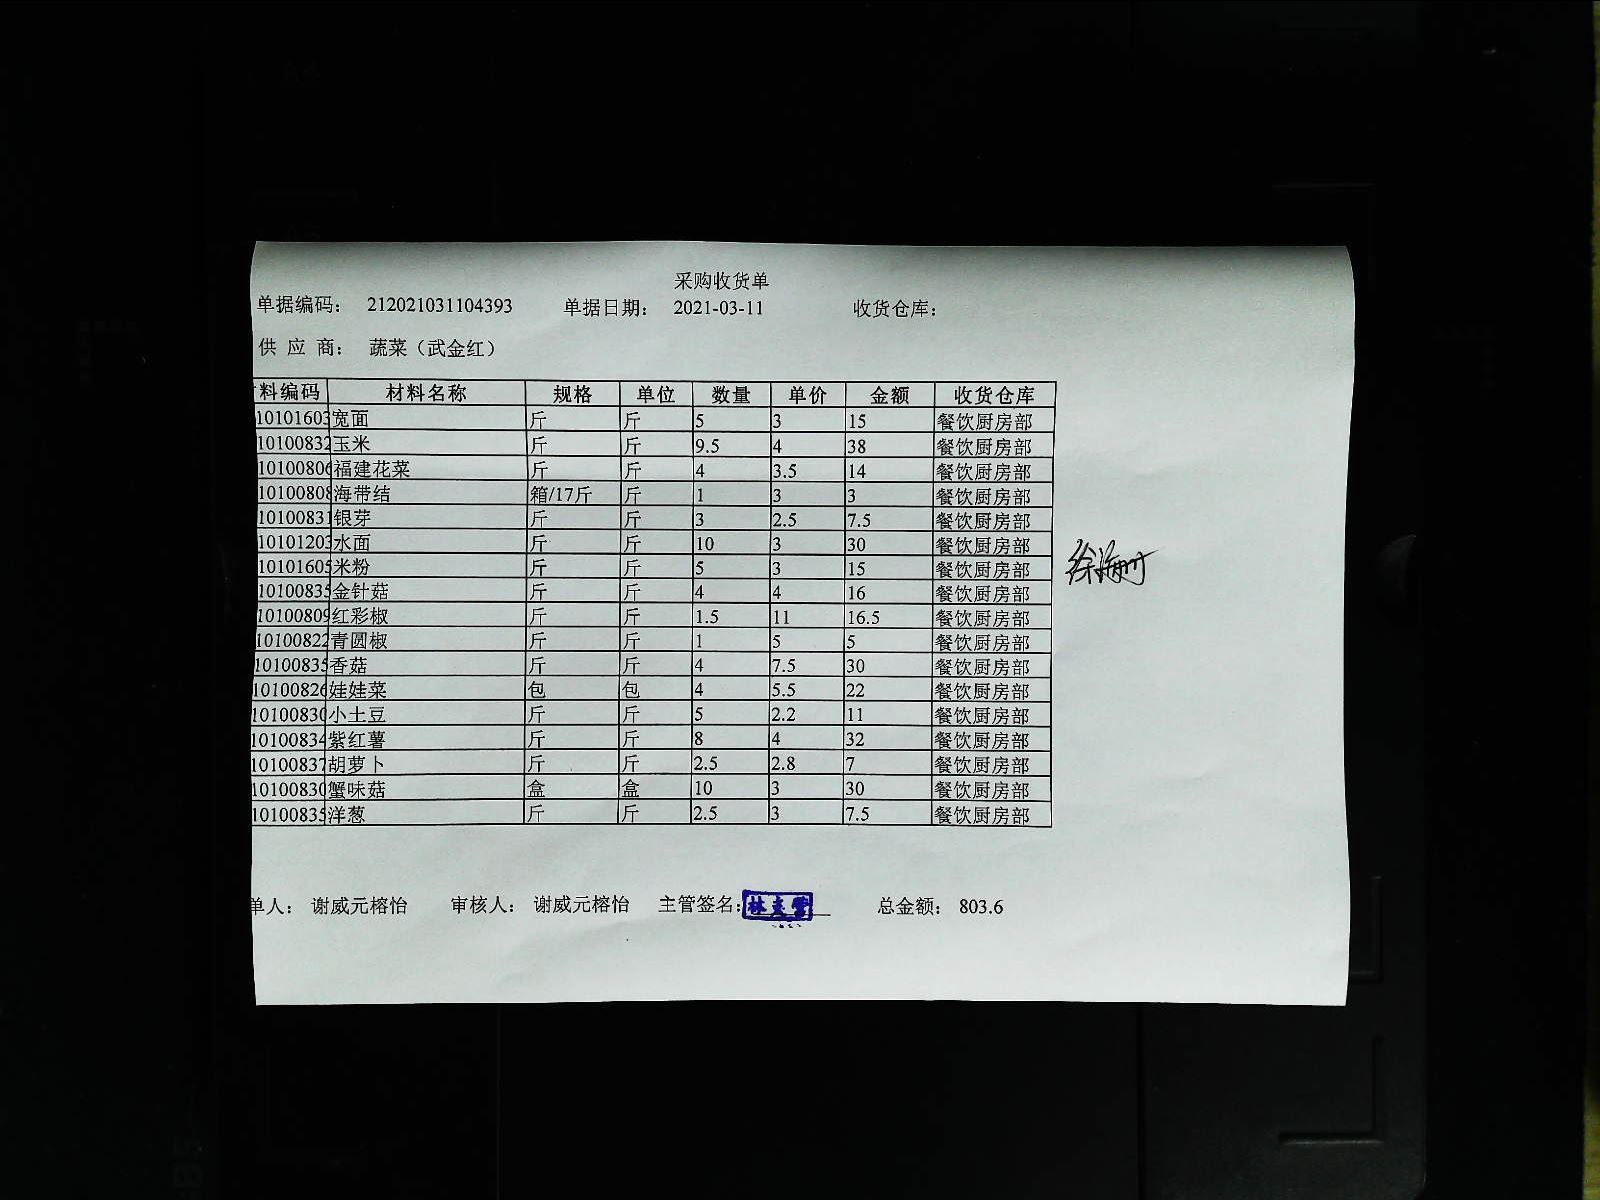 采购收货单
单据编码： 212021031104393 单据日期： 2021-03-11 收货仓库：
供 应 商： 蔬菜（武金红）
料编码 材料名称 规格 单位 数量 单价 金额 收货仓库
10101603 宽面 斤 斤 5 3 15 餐饮厨房部
10100832 玉米 斤 斤 9.5 4 38 餐饮厨房部
10100806 福建花菜 斤 斤 4 3.5 14 餐饮厨房部
10100808 海带结 箱/17斤 斤 1 3 3 餐饮厨房部
10100831 银芽 斤 斤 3 2.5 7.5 餐饮厨房部
10101203 水面 斤 斤 10 3 30 餐饮厨房部
10101605 米粉 斤 斤 5 3 15 餐饮厨房部
10100835 金针菇 斤 斤 4 4 16 餐饮厨房部
10100809 红彩椒 斤 斤 1.5 11 16.5 餐饮厨房部
10100822 青圆椒 斤 斤 1 5 5 餐饮厨房部
10100835 香菇 斤 斤 4 7.5 30 餐饮厨房部
10100826 娃娃菜 包 包 4 5.5 22 餐饮厨房部
10100830 小土豆 斤 斤 5 2.2 11 餐饮厨房部
10100834 紫红薯 斤 斤 8 4 32 餐饮厨房部
10100837 胡萝卜 斤 斤 2.5 2.8 7 餐饮厨房部
10100830 蟹味菇 盒 盒 10 3 30 餐饮厨房部
10100835 洋葱 斤 斤 2.5 3 7.5 餐饮厨房部
单人： 谢威元榕怡 审核人： 谢威元榕怡 主管签名： 总金额： 803.6